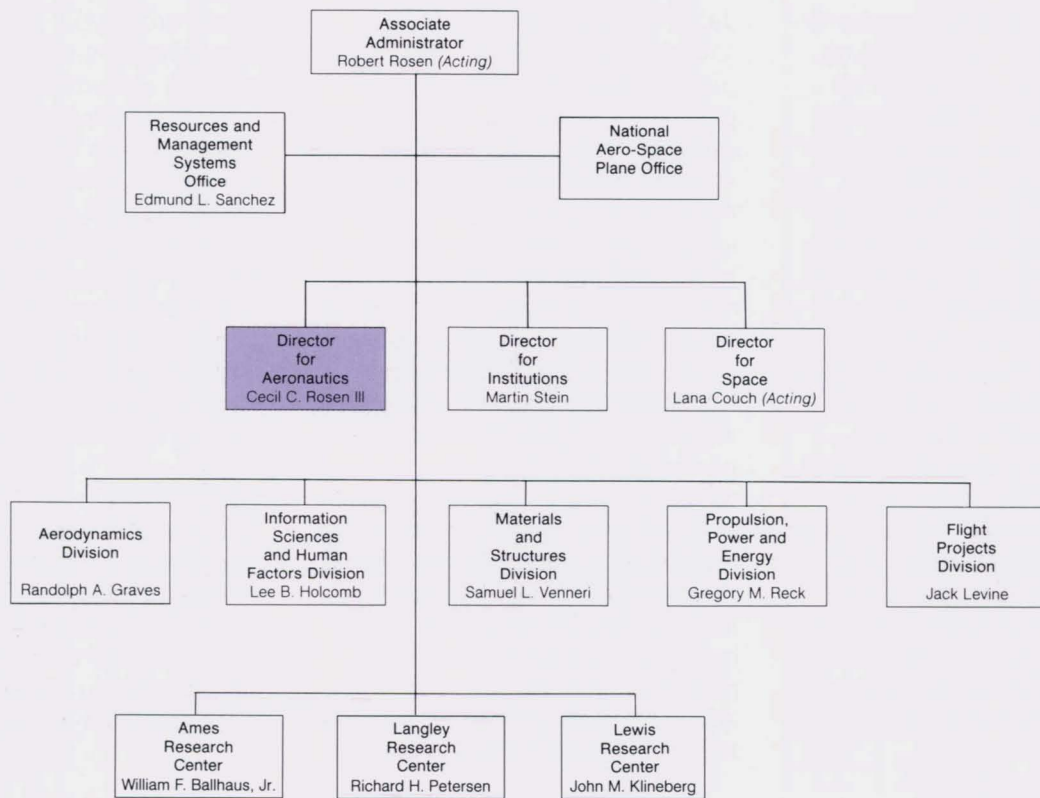 Associate
Administrator
Robert Rosen (Acting)
Resources and
Management
Systems
Office
Edmund L. Sanchez
National
Aero-Space
Plane Office
Director
for
Aeronautics
Cecil C. Rosen III
Director
for
Institutions
Martin Stein
Director
for
Space
Lana Couch (Acting)
Aerodynamics
Division
Randolph A. Graves
Information
Sciences
and Human
Factors Division
Lee B. Holcomb
Materials
and
Structures
Division
Samuel L. Venneri
Propulsion,
Power and
Energy
Division
Gregory M. Reck
Flight
Projects
Division
Jack Levine
Ames
Research
Center
William F. Ballhaus, Jr.
Langley
Research
Center
Richard H. Petersen
Lewis
Research
Center
John M. Klineberg